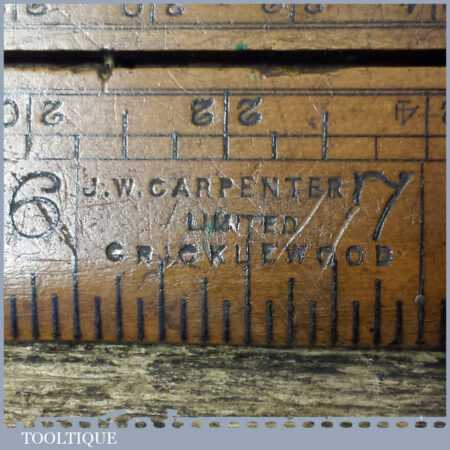 6 J.W. CARPENTER 7
LIMITED
CRICKLEWOOD
TOOLTIQUE